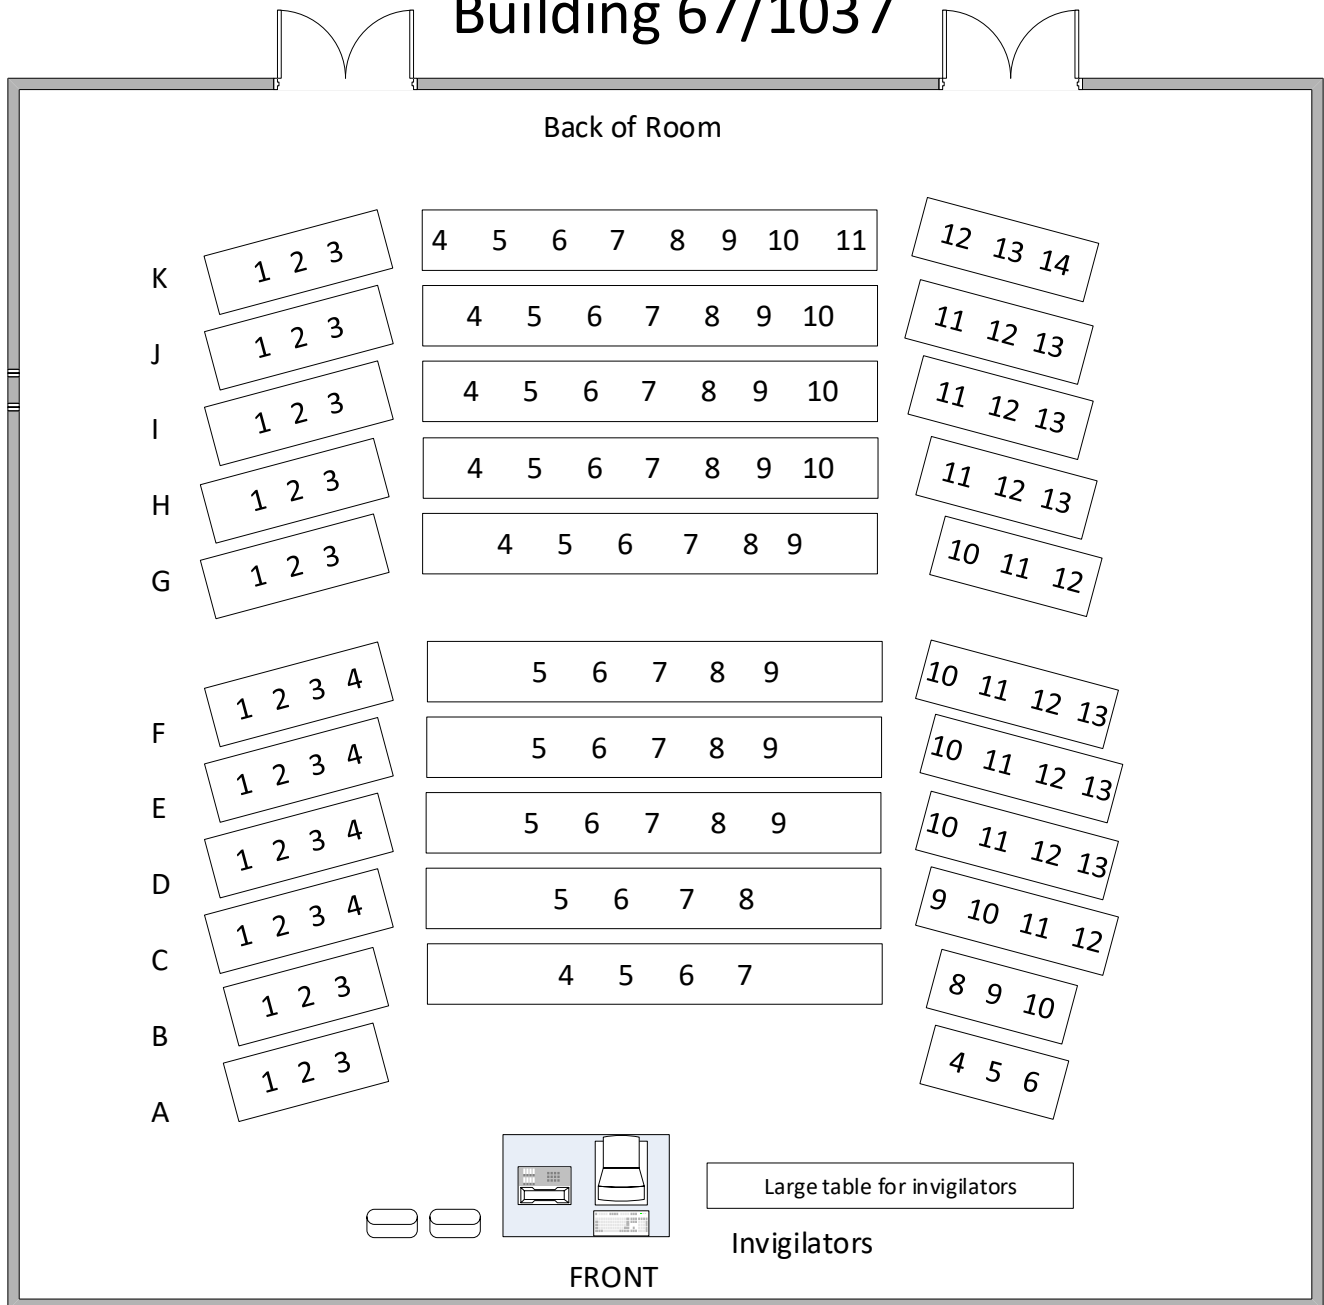 Building 67/1037
Back of Room
K 1 2 3 4 5 6 7 8 9 10 11 12 13 14
J 1 2 3 4 5 6 7 8 9 10 11 12 13
I 1 2 3 4 5 6 7 8 9 10 11 12 13
H 1 2 3 4 5 6 7 8 9 10 11 12 13
G 1 2 3 4 5 6 7 8 9 10 11 12
F 1 2 3 4 5 6 7 8 9 10 11 12 13
E 1 2 3 4 5 6 7 8 9 10 11 12 13
D 1 2 3 4 5 6 7 8 9 10 11 12 13
C 1 2 3 4 5 6 7 8 9 10 11 12
B 1 2 3 4 5 6 7 8 9 10
A 1 2 3 4 5 6
Large table for invigilators
Invigilators
FRONT